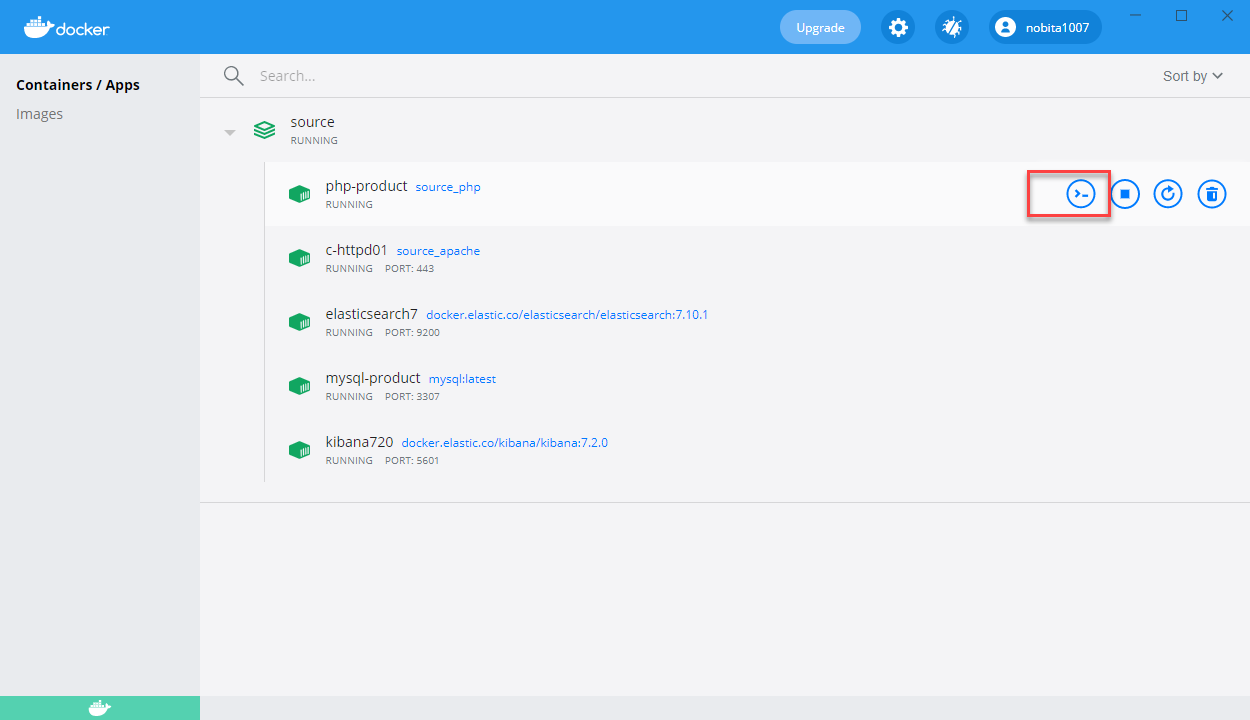 docker
Upgrade
nobita1007
Containers / Apps
Images
Search...
Sort by
source
RUNNING
php-product source_php
RUNNING
c-httpd01 source_apache
RUNNING PORT: 443
elasticsearch7 docker.elastic.co/elasticsearch/elasticsearch:7.10.1
RUNNING PORT: 9200
mysql-product mysql:latest
RUNNING PORT: 3307
kibana720 docker.elastic.co/kibana/kibana:7.2.0
RUNNING PORT: 5601